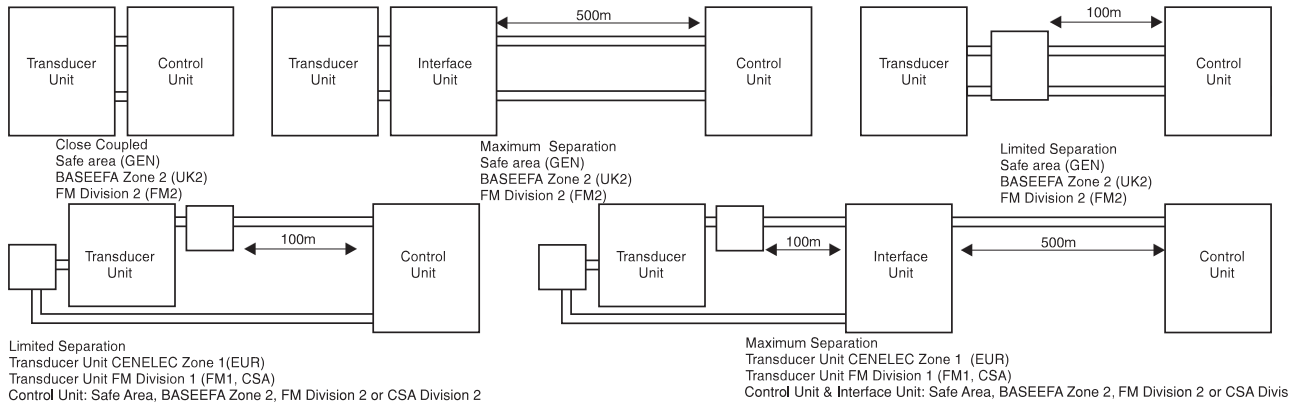 500m
100m
Transducer
Unit
Control
Unit
Transducer
Unit
Interface
Unit
Control
Unit
Transducer
Unit
Control
Unit
Close Coupled
Safe area (GEN)
BASEEFA Zone 2 (UK2)
FM Division 2 (FM2)
Maximum Separation
Safe area (GEN)
BASEEFA Zone 2 (UK2)
FM Division 2 (FM2)
Limited Separation
Safe area (GEN)
BASEEFA Zone 2 (UK2)
FM Division 2 (FM2)
100m
Transducer
Unit
Control
Unit
100m
500m
Transducer
Unit
Interface
Unit
Control
Unit
Limited Separation
Transducer Unit CENELEC Zone 1(EUR)
Transducer Unit FM Division 1 (FM1, CSA)
Control Unit: Safe Area, BASEEFA Zone 2, FM Division 2 or CSA Division 2
Maximum Separation
Transducer Unit CENELEC Zone 1 (EUR)
Transducer Unit FM Division 1 (FM1, CSA)
Control Unit & Interface Unit: Safe Area, BASEEFA Zone 2, FM Division 2 or CSA Divis